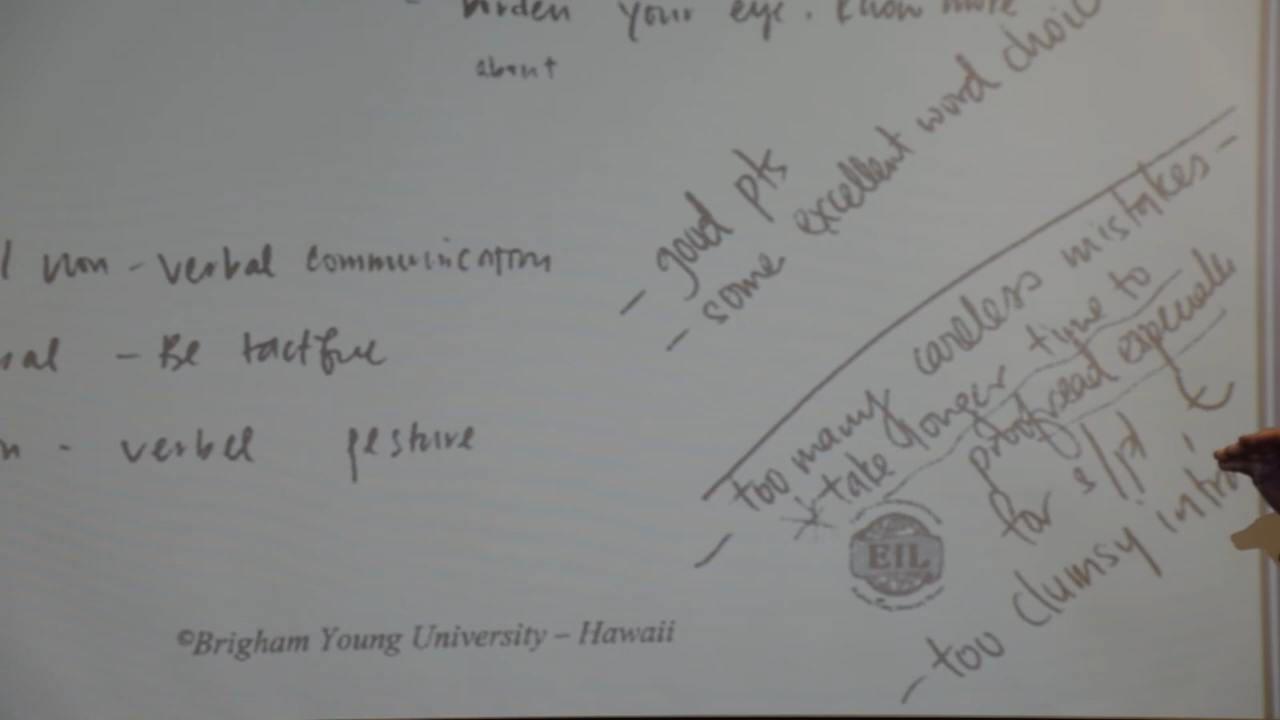 your eye. Know more
about
non-verbal communication
- Be tactful
- verbal gesture
- good pts
- some excellent word choic
- too many careless mistakes -
* take longer time to
proofread especially
for s/pl
- too clumsy intro
EIL
©Brigham Young University – Hawaii